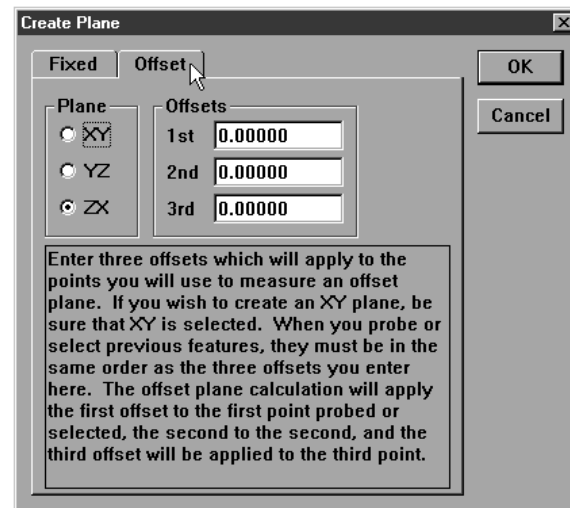 Create Plane
Fixed Offset
OK
Cancel
Plane
XY
YZ
ZX
Offsets
1st 0.00000
2nd 0.00000
3rd 0.00000
Enter three offsets which will apply to the
points you will use to measure an offset
plane. If you wish to create an XY plane, be
sure that XY is selected. When you probe or
select previous features, they must be in the
same order as the three offsets you enter
here. The offset plane calculation will apply
the first offset to the first point probed or
selected, the second to the second, and the
third offset will be applied to the third point.